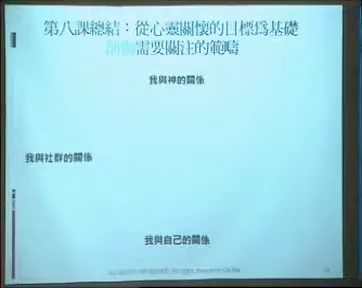 第八課總結：從心靈關懷的目標為基礎
需要關注的範疇
我與神的關係
我與社群的關係
我與自己的關係